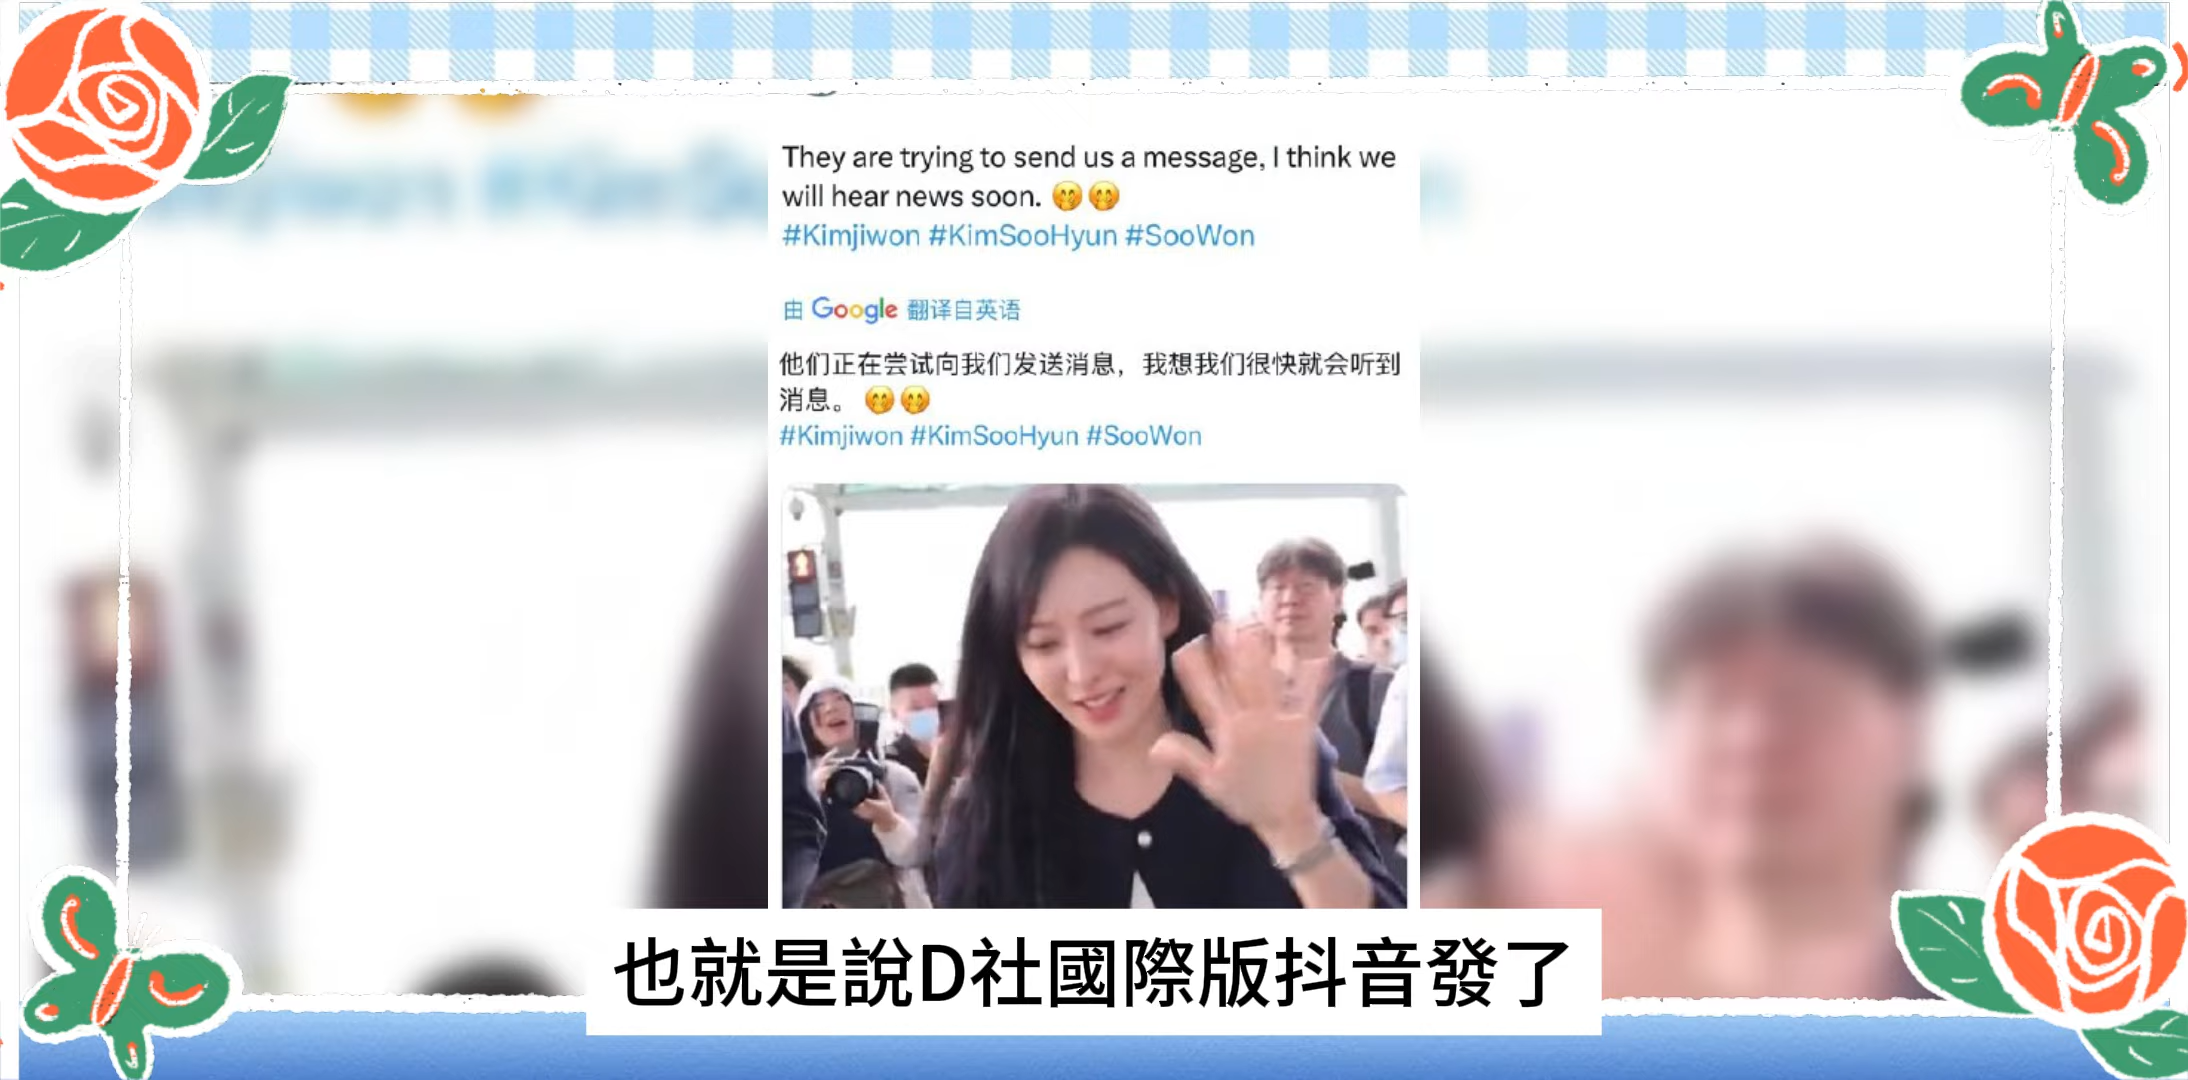 They are trying to send us a message, I think we
will hear news soon. 🤭🤭
#Kimjiwon #KimSooHyun #SooWon
由 Google 翻译自英语
他们正在尝试向我们发送消息，我想我们很快就会听到
消息。 🤭🤭
#Kimjiwon #KimSooHyun #SooWon
也就是說D社國際版抖音發了